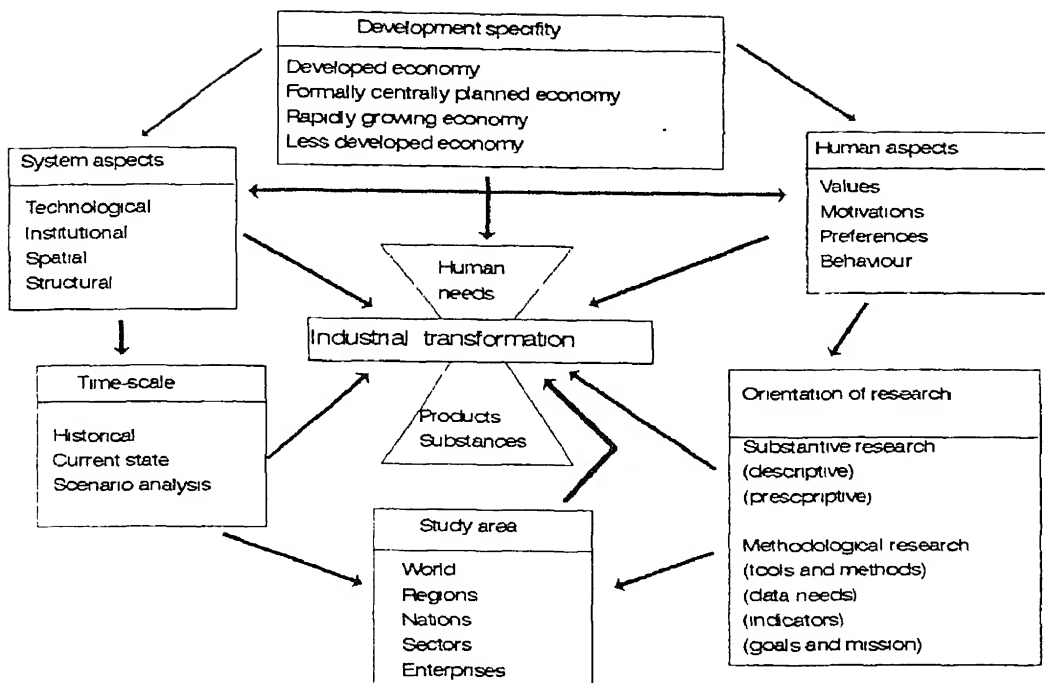 Development specifity
Developed economy
Formally centrally planned economy
Rapidly growing economy
Less developed economy
System aspects
Technological
Institutional
Spatial
Structural
Human aspects
Values
Motivations
Preferences
Behaviour
Human
needs
Industrial transformation
Products
Substances
Time-scale
Historical
Current state
Scenario analysis
Orientation of research
Substantive research
(descriptive)
(prescpriptive)
Methodological research
(tools and methods)
(data needs)
(indicators)
(goals and mission)
Study area
World
Regions
Nations
Sectors
Enterprises